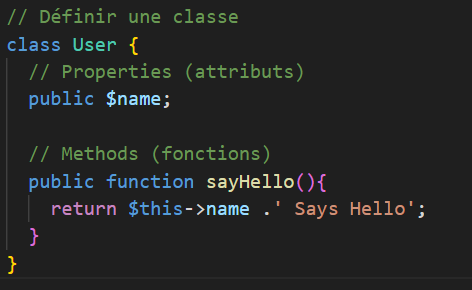 // Définir une classe
class User {
  // Properties (attributs)
  public $name;

  // Methods (fonctions)
  public function sayHello(){
    return $this->name .' Says Hello';
  }
}